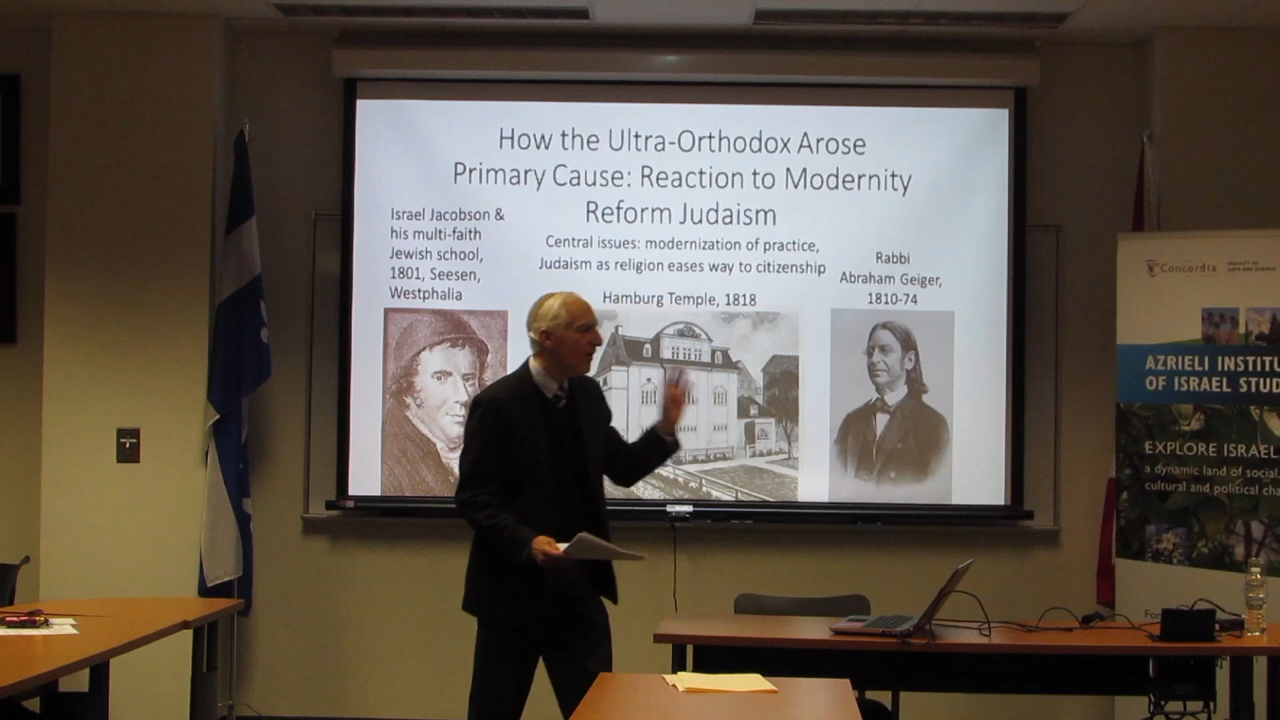 How the Ultra-Orthodox Arose
Primary Cause: Reaction to Modernity
Reform Judaism
Israel Jacobson &
his multi-faith
Jewish school,
1801, Seesen,
Westphalia
Central issues: modernization of practice,
Judaism as religion eases way to citizenship
Hamburg Temple, 1818
Rabbi
Abraham Geiger,
1810-74
Concordia
AZRIELI INSTITU
OF ISRAEL STUD
EXPLORE ISRAEL
a dynamic land of social,
cultural and political cha